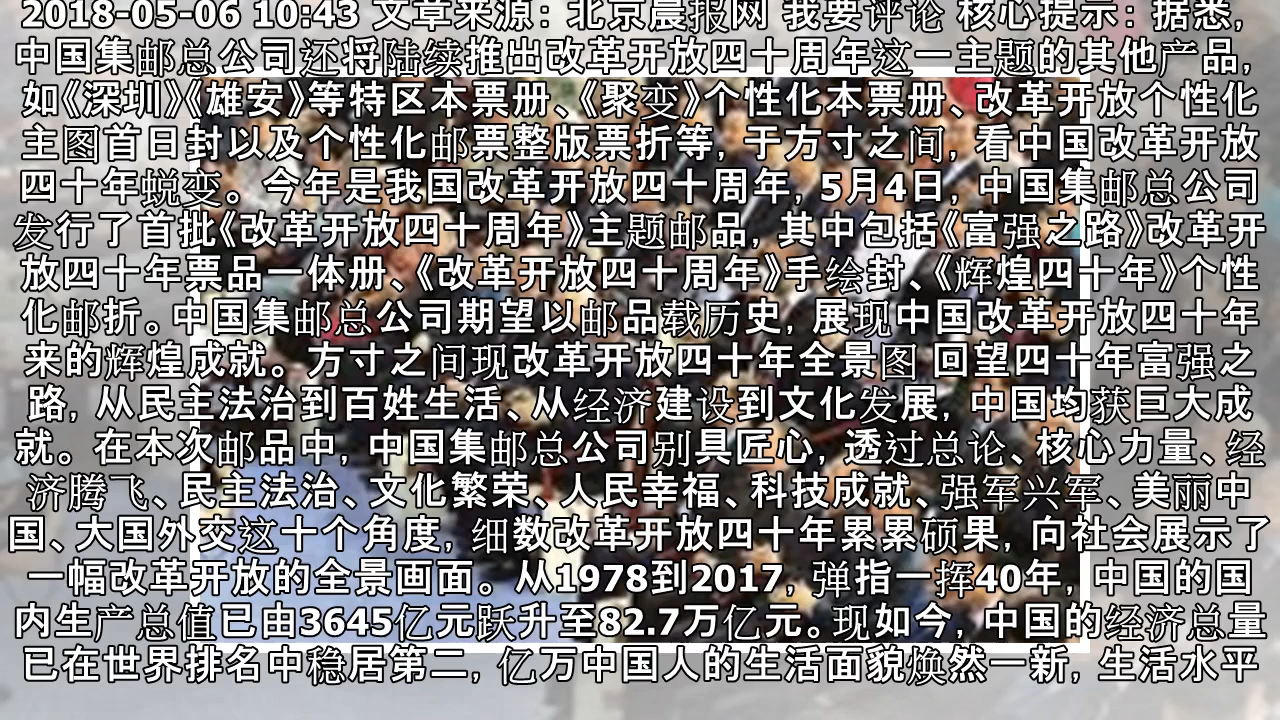 2018-05-06 10:43 文章来源：北京晨报网 我要评论 核心提示：据悉，
中国集邮总公司还将陆续推出改革开放四十周年这一主题的其他产品，
如《深圳》《雄安》等特区本票册、《聚变》个性化本票册、改革开放个性化
主图首日封以及个性化邮票整版票折等，于方寸之间，看中国改革开放
四十年蜕变。今年是我国改革开放四十周年，5月4日，中国集邮总公司
发行了首批《改革开放四十周年》主题邮品，其中包括《富强之路》改革开
放四十年票品一体册、《改革开放四十周年》手绘封、《辉煌四十年》个性
化邮折。中国集邮总公司期望以邮品载历史，展现中国改革开放四十年
来的辉煌成就。方寸之间现改革开放四十年全景图 回望四十年富强之
路，从民主法治到百姓生活、从经济建设到文化发展，中国均获巨大成
就。在本次邮品中，中国集邮总公司别具匠心，透过总论、核心力量、经
济腾飞、民主法治、文化繁荣、人民幸福、科技成就、强军兴军、美丽中
国、大国外交这十个角度，细数改革开放四十年累累硕果，向社会展示了
一幅改革开放的全景画面。从1978到2017，弹指一挥40年，中国的国
内生产总值已由3645亿元跃升至82.7万亿元。现如今，中国的经济总量
已在世界排名中稳居第二，亿万中国人的生活面貌焕然一新，生活水平